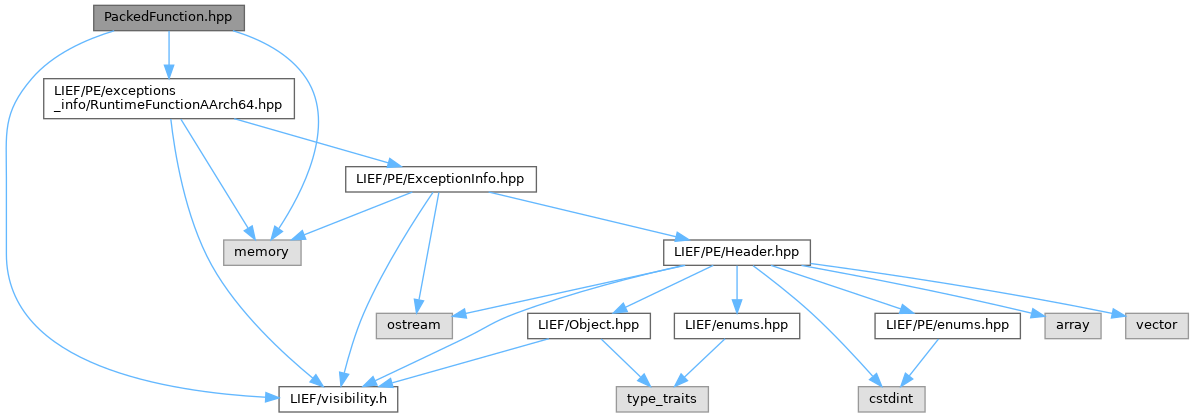 PackedFunction.hpp
LIEF/PE/exceptions
_info/RuntimeFunctionAArch64.hpp
LIEF/PE/ExceptionInfo.hpp
memory
LIEF/PE/Header.hpp
ostream
LIEF/Object.hpp
LIEF/enums.hpp
LIEF/PE/enums.hpp
array
vector
LIEF/visibility.h
type_traits
cstdint